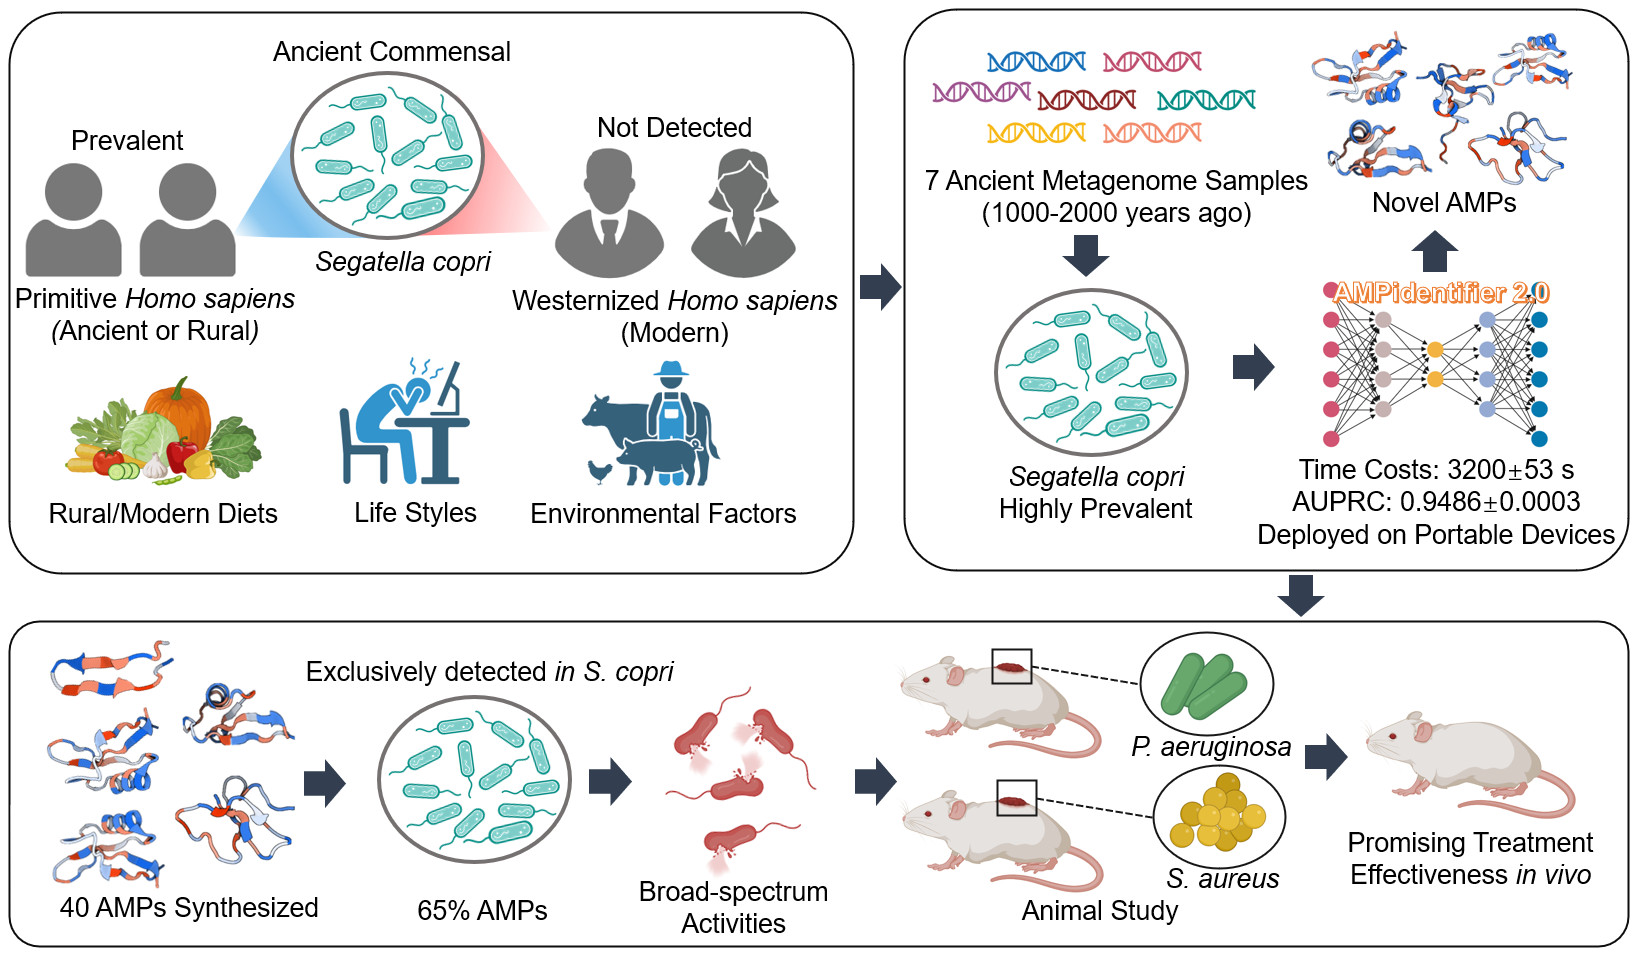 Ancient Commensal
Prevalent
Not Detected
Segatella copri
Primitive Homo sapiens
(Ancient or Rural)
Westernized Homo sapiens
(Modern)
Rural/Modern Diets
Life Styles
Environmental Factors
7 Ancient Metagenome Samples
(1000-2000 years ago)
Segatella copri
Highly Prevalent
Novel AMPs
AMPidentifier 2.0
Time Costs: 3200±53 s
AUPRC: 0.9486±0.0003
Deployed on Portable Devices
40 AMPs Synthesized
Exclusively detected in S. copri
65% AMPs
Broad-spectrum
Activities
P. aeruginosa
S. aureus
Animal Study
Promising Treatment
Effectiveness in vivo